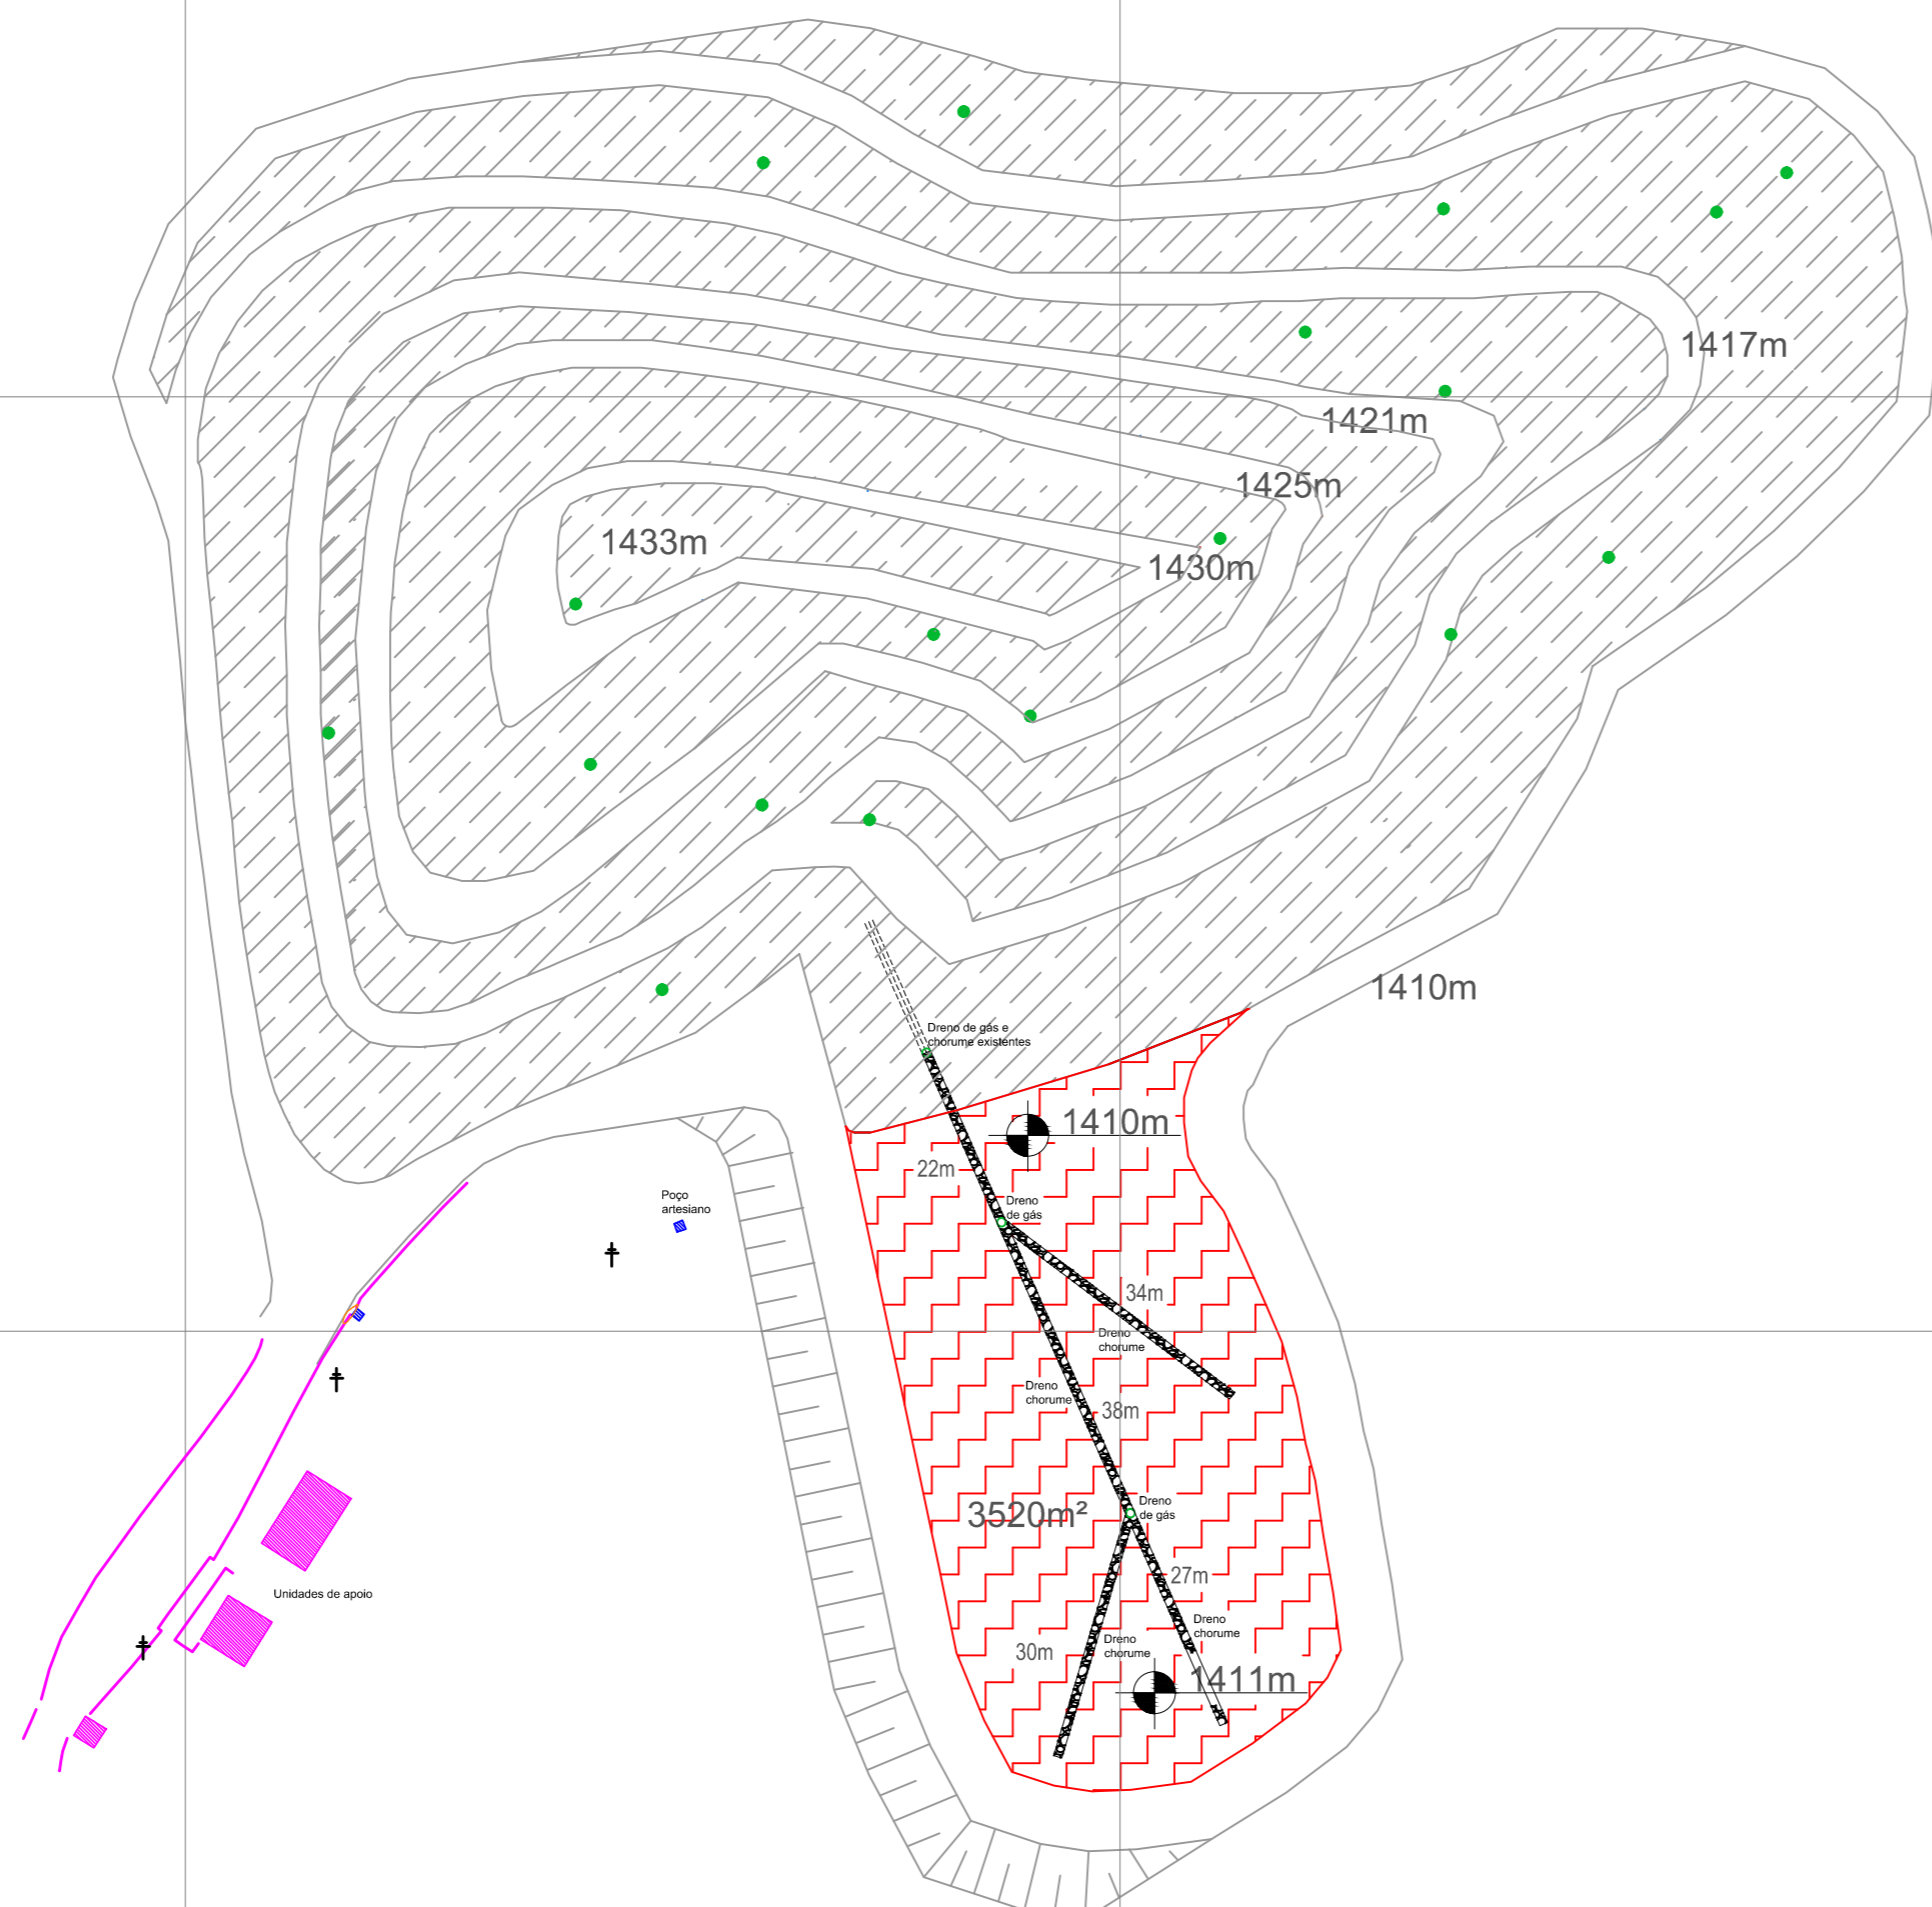 1417m
1421m
1425m
1433m
1430m
1410m
Dreno de gás e
chorume existentes
1410m
22m
Poço
artesiano
Dreno
de gás
34m
Dreno
chorume
Dreno
chorume
38m
3520m²
Dreno
de gás
27m
Unidades de apoio
Dreno
chorume
30m
Dreno
chorume
1411m